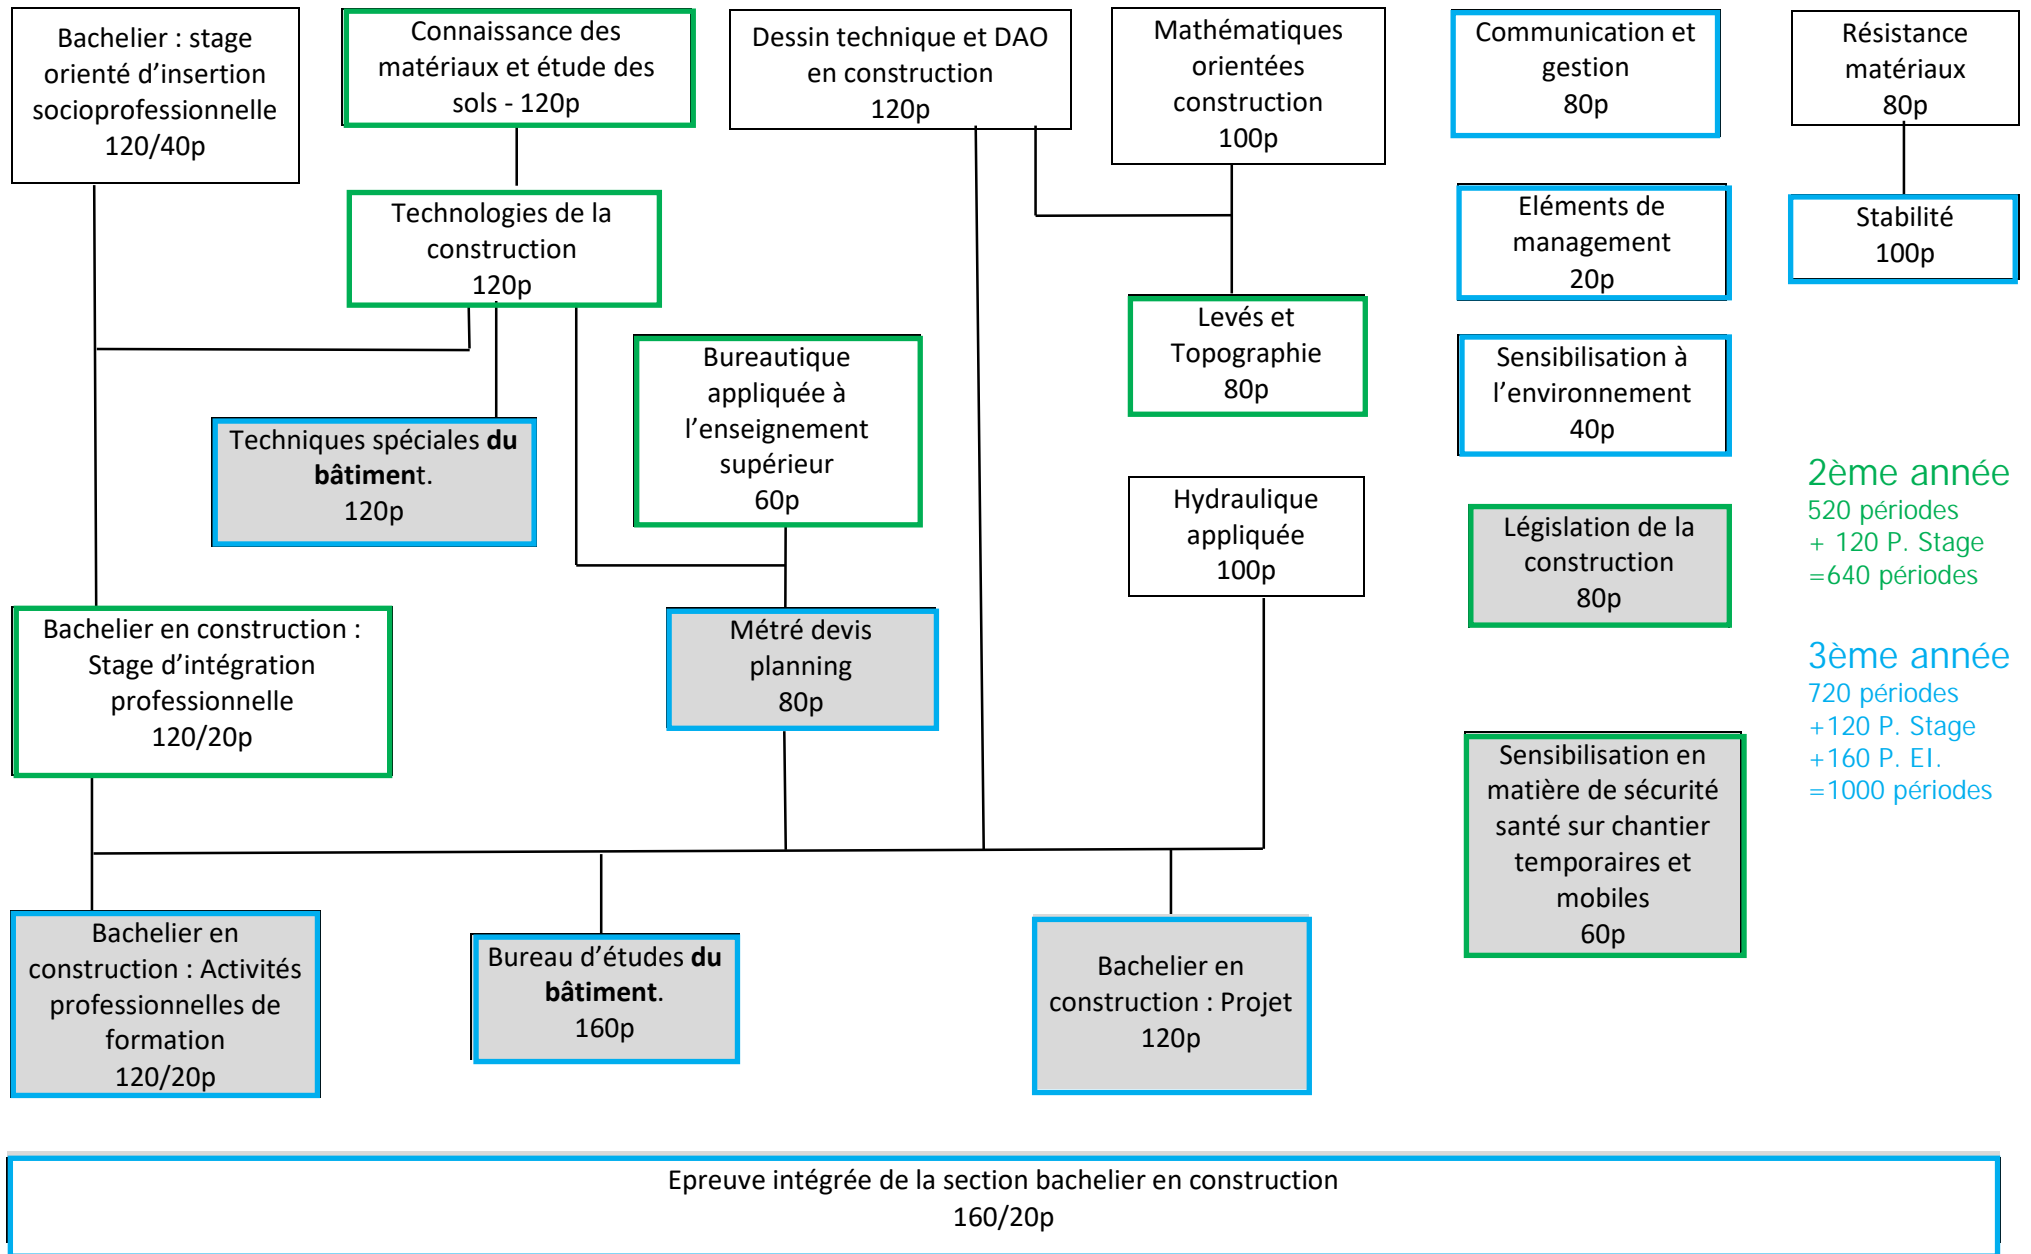 Bachelier : stage
orienté d’insertion
socioprofessionnelle
120/40p
Connaissance des
matériaux et étude des
sols - 120p
Dessin technique et DAO
en construction
120p
Mathématiques
orientées
construction
100p
Communication et
gestion
80p
Résistance
matériaux
80p
Technologies de la
construction
120p
Eléments de
management
20p
Stabilité
100p
Bureautique
appliquée à
l’enseignement
supérieur
60p
Levés et
Topographie
80p
Sensibilisation à
l’environnement
40p
Techniques spéciales du
bâtiment.
120p
Hydraulique
appliquée
100p
Législation de la
construction
80p
2ème année
520 périodes
+ 120 P. Stage
=640 périodes
Bachelier en construction :
Stage d’intégration
professionnelle
120/20p
Métré devis
planning
80p
3ème année
720 périodes
+120 P. Stage
+160 P. EI.
=1000 périodes
Sensibilisation en
matière de sécurité
santé sur chantier
temporaires et
mobiles
60p
Bachelier en
construction : Activités
professionnelles de
formation
120/20p
Bureau d’études du
bâtiment.
160p
Bachelier en
construction : Projet
120p
Epreuve intégrée de la section bachelier en construction
160/20p